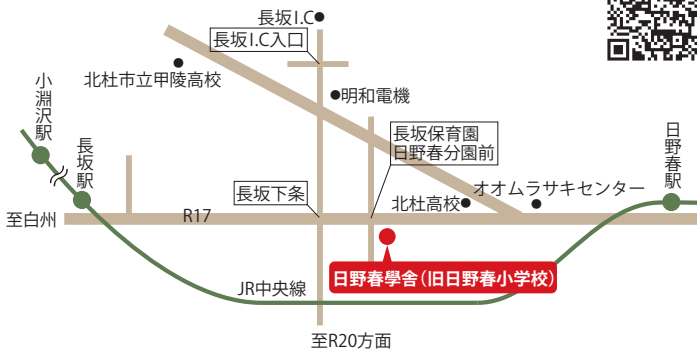 長坂I.C
長坂I.C入口
北杜市立甲陵高校
明和電機
小淵沢駅
長坂駅
長坂保育園
日野春分園前
日野春駅
長坂下条
北杜高校
オオムラサキセンター
至白州
R17
日野春學舎(旧日野春小学校)
JR中央線
至R20方面